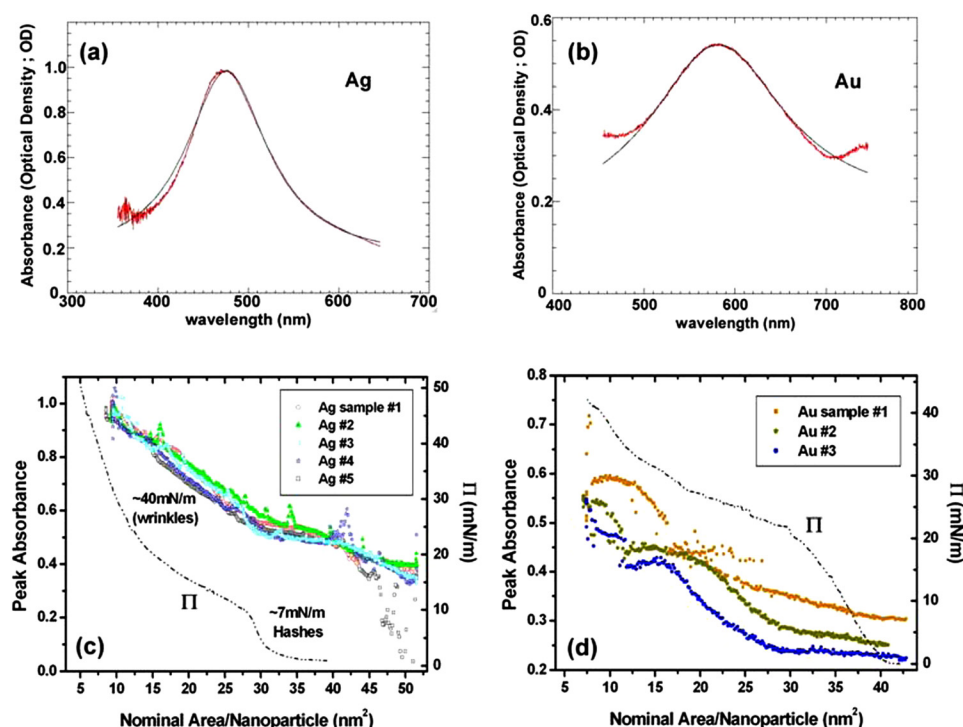 (a)
Ag
Absorbance (Optical Density ; OD)
1.0
0.8
0.6
0.4
0.2
0
300 400 500 600 700
wavelength (nm)
(b)
Au
Absorbance (Optical Density ; OD)
0.6
0.4
0.2
0
400 500 600 700 800
wavelength (nm)
Peak Absorbance
1.0
0.8
0.6
0.4
0.2
0.0
Ag sample #1
Ag #2
Ag #3
Ag #4
Ag #5
~40mN/m
(wrinkles)
Π
~7mN/m
Hashes
(c)
50
40
30
20
10
0
Π (mN/m)
5 10 15 20 25 30 35 40 45 50
Nominal Area/Nanoparticle (nm²)
Peak Absorbance
0.8
0.7
0.6
0.5
0.4
0.3
0.2
Au sample #1
Au #2
Au #3
Π
(d)
40
30
20
10
0
Π (mN/m)
5 10 15 20 25 30 35 40
Nominal Area/Nanoparticle (nm²)